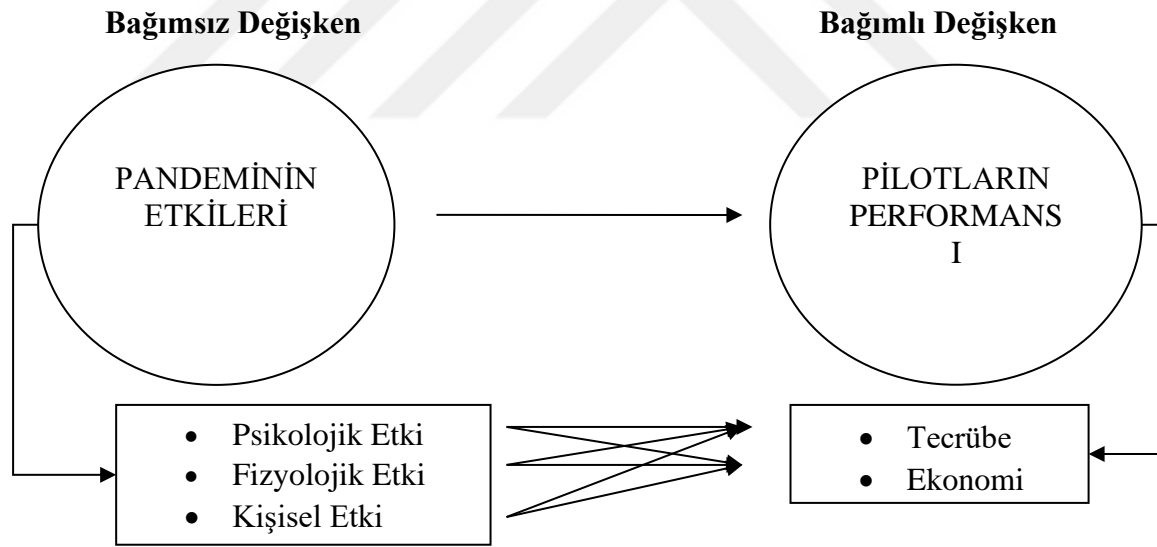 Bağımsız Değişken
Bağımlı Değişken
PANDEMİNİN
ETKİLERİ
PİLOTLARIN
PERFORMANS
I
• Psikolojik Etki
• Fizyolojik Etki
• Kişisel Etki
• Tecrübe
• Ekonomi